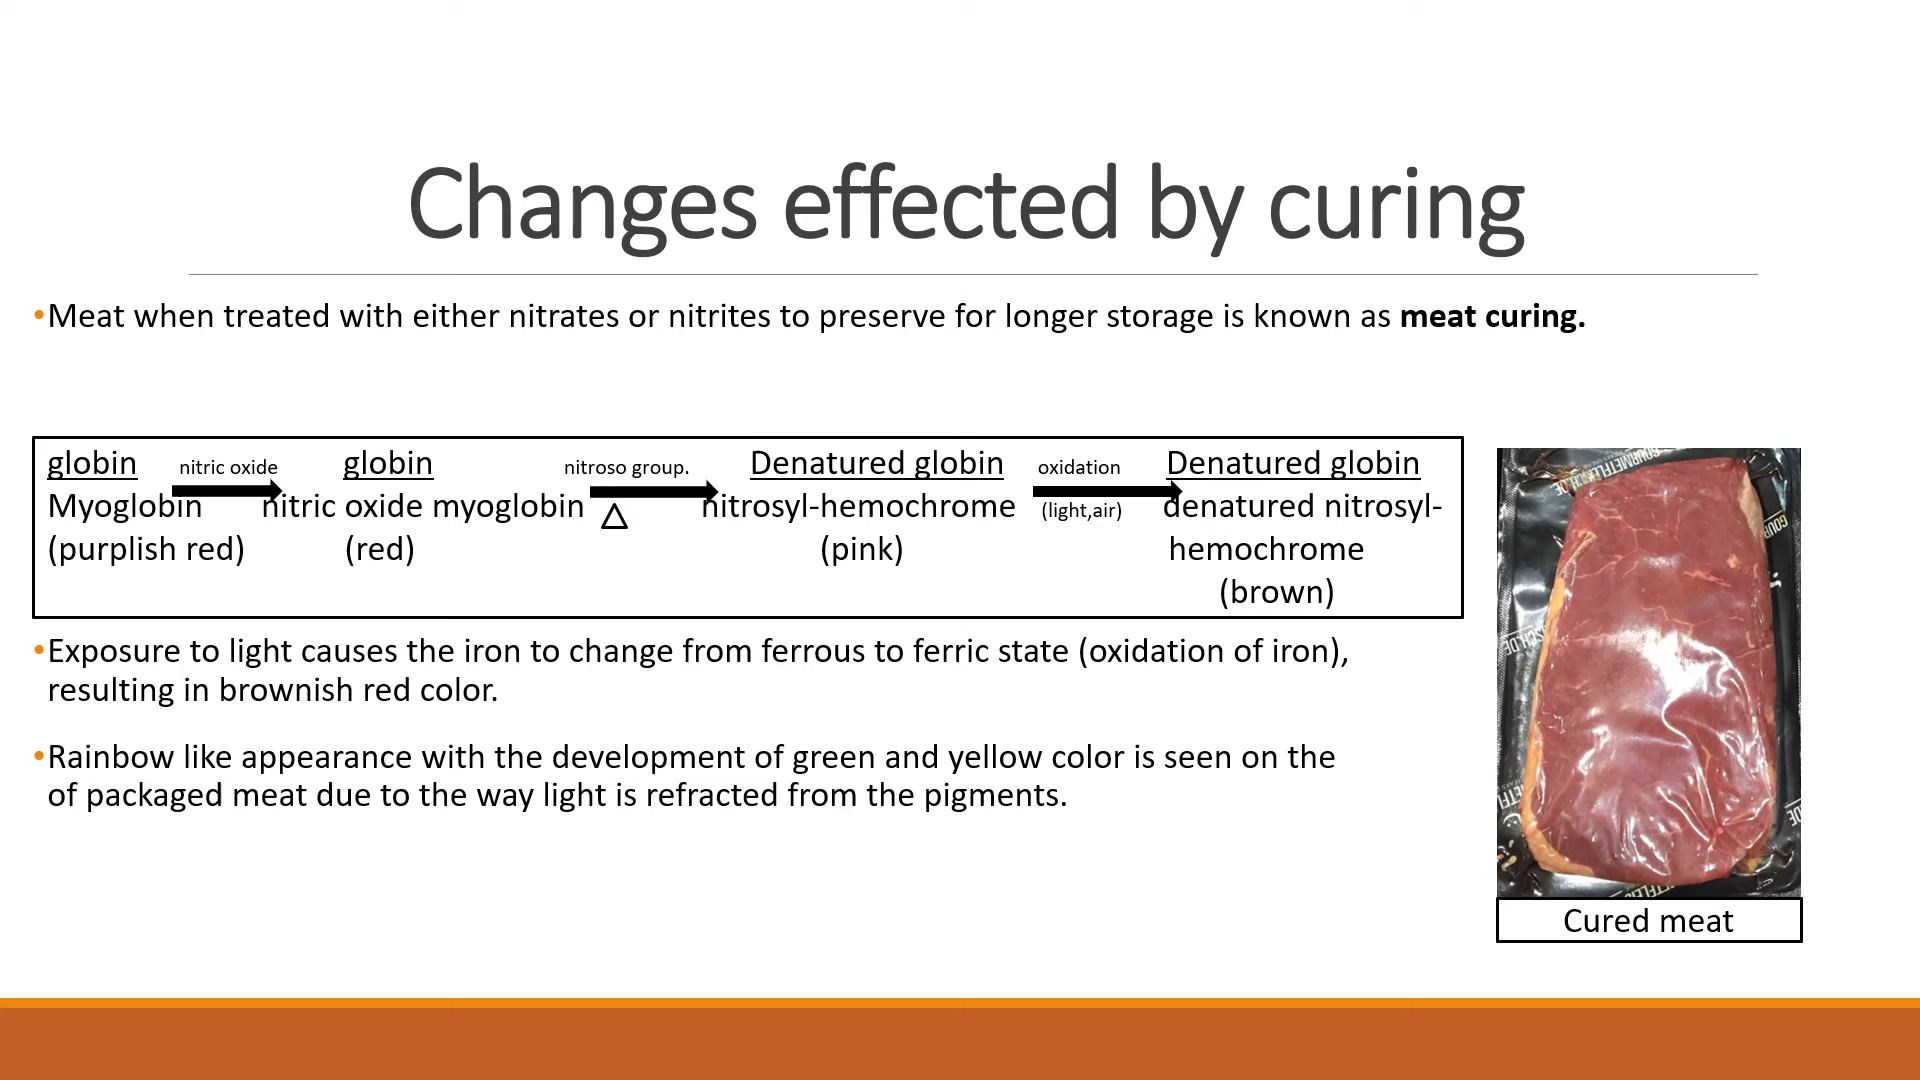 Changes effected by curing
•Meat when treated with either nitrates or nitrites to preserve for longer storage is known as meat curing.
globin nitric oxide globin nitroso group. Denatured globin oxidation Denatured globin
Myoglobin nitric oxide myoglobin △ nitrosyl-hemochrome (light,air) denatured nitrosyl-
(purplish red) (red) (pink) hemochrome
(brown)
•Exposure to light causes the iron to change from ferrous to ferric state (oxidation of iron),
resulting in brownish red color.
•Rainbow like appearance with the development of green and yellow color is seen on the
of packaged meat due to the way light is refracted from the pigments.
Cured meat